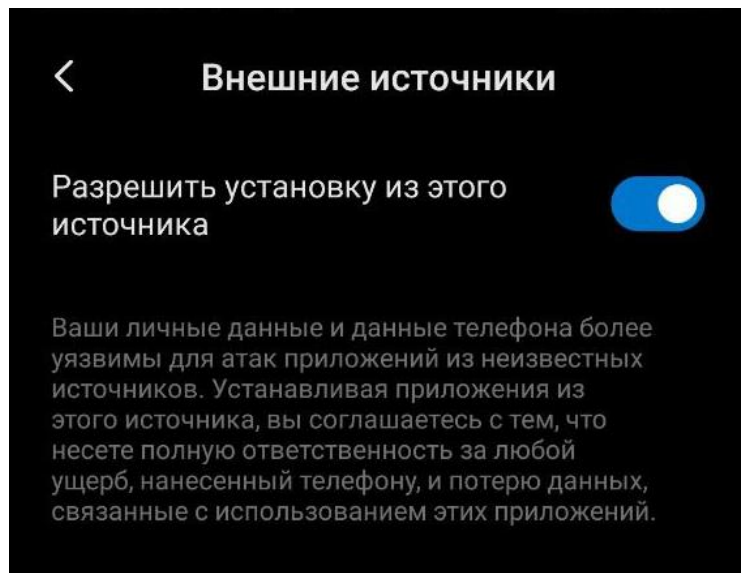 Внешние источники
Разрешить установку из этого
источника
Ваши личные данные и данные телефона более
уязвимы для атак приложений из неизвестных
источников. Устанавливая приложения из
этого источника, вы соглашаетесь с тем, что
несете полную ответственность за любой
ущерб, нанесенный телефону, и потерю данных,
связанные с использованием этих приложений.